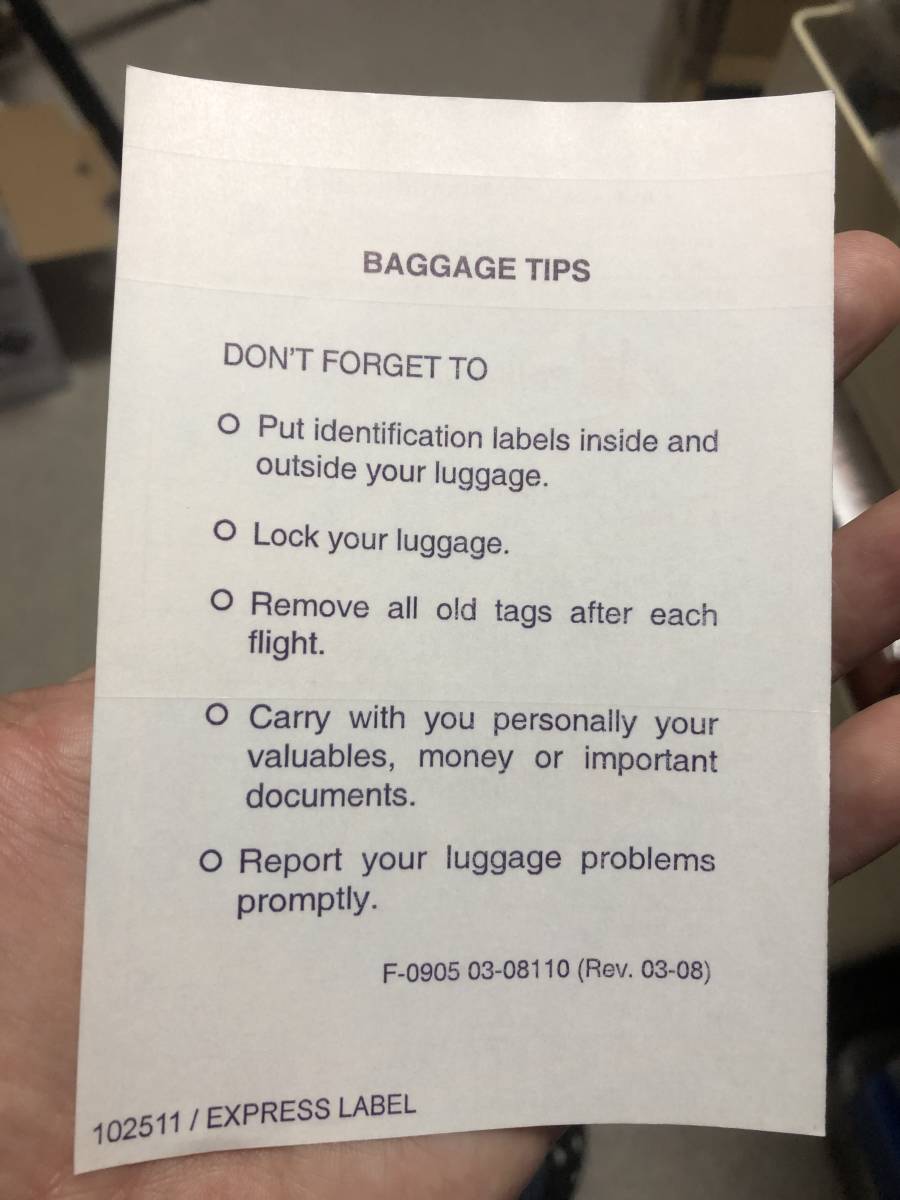 BAGGAGE TIPS
DON'T FORGET TO
O Put identification labels inside and
outside your luggage.
O Lock your luggage.
O Remove all old tags after each
flight.
O Carry with you personally your
valuables, money or important
documents.
O Report your luggage problems
promptly.
F-0905 03-08110 (Rev. 03-08)
102511 / EXPRESS LABEL